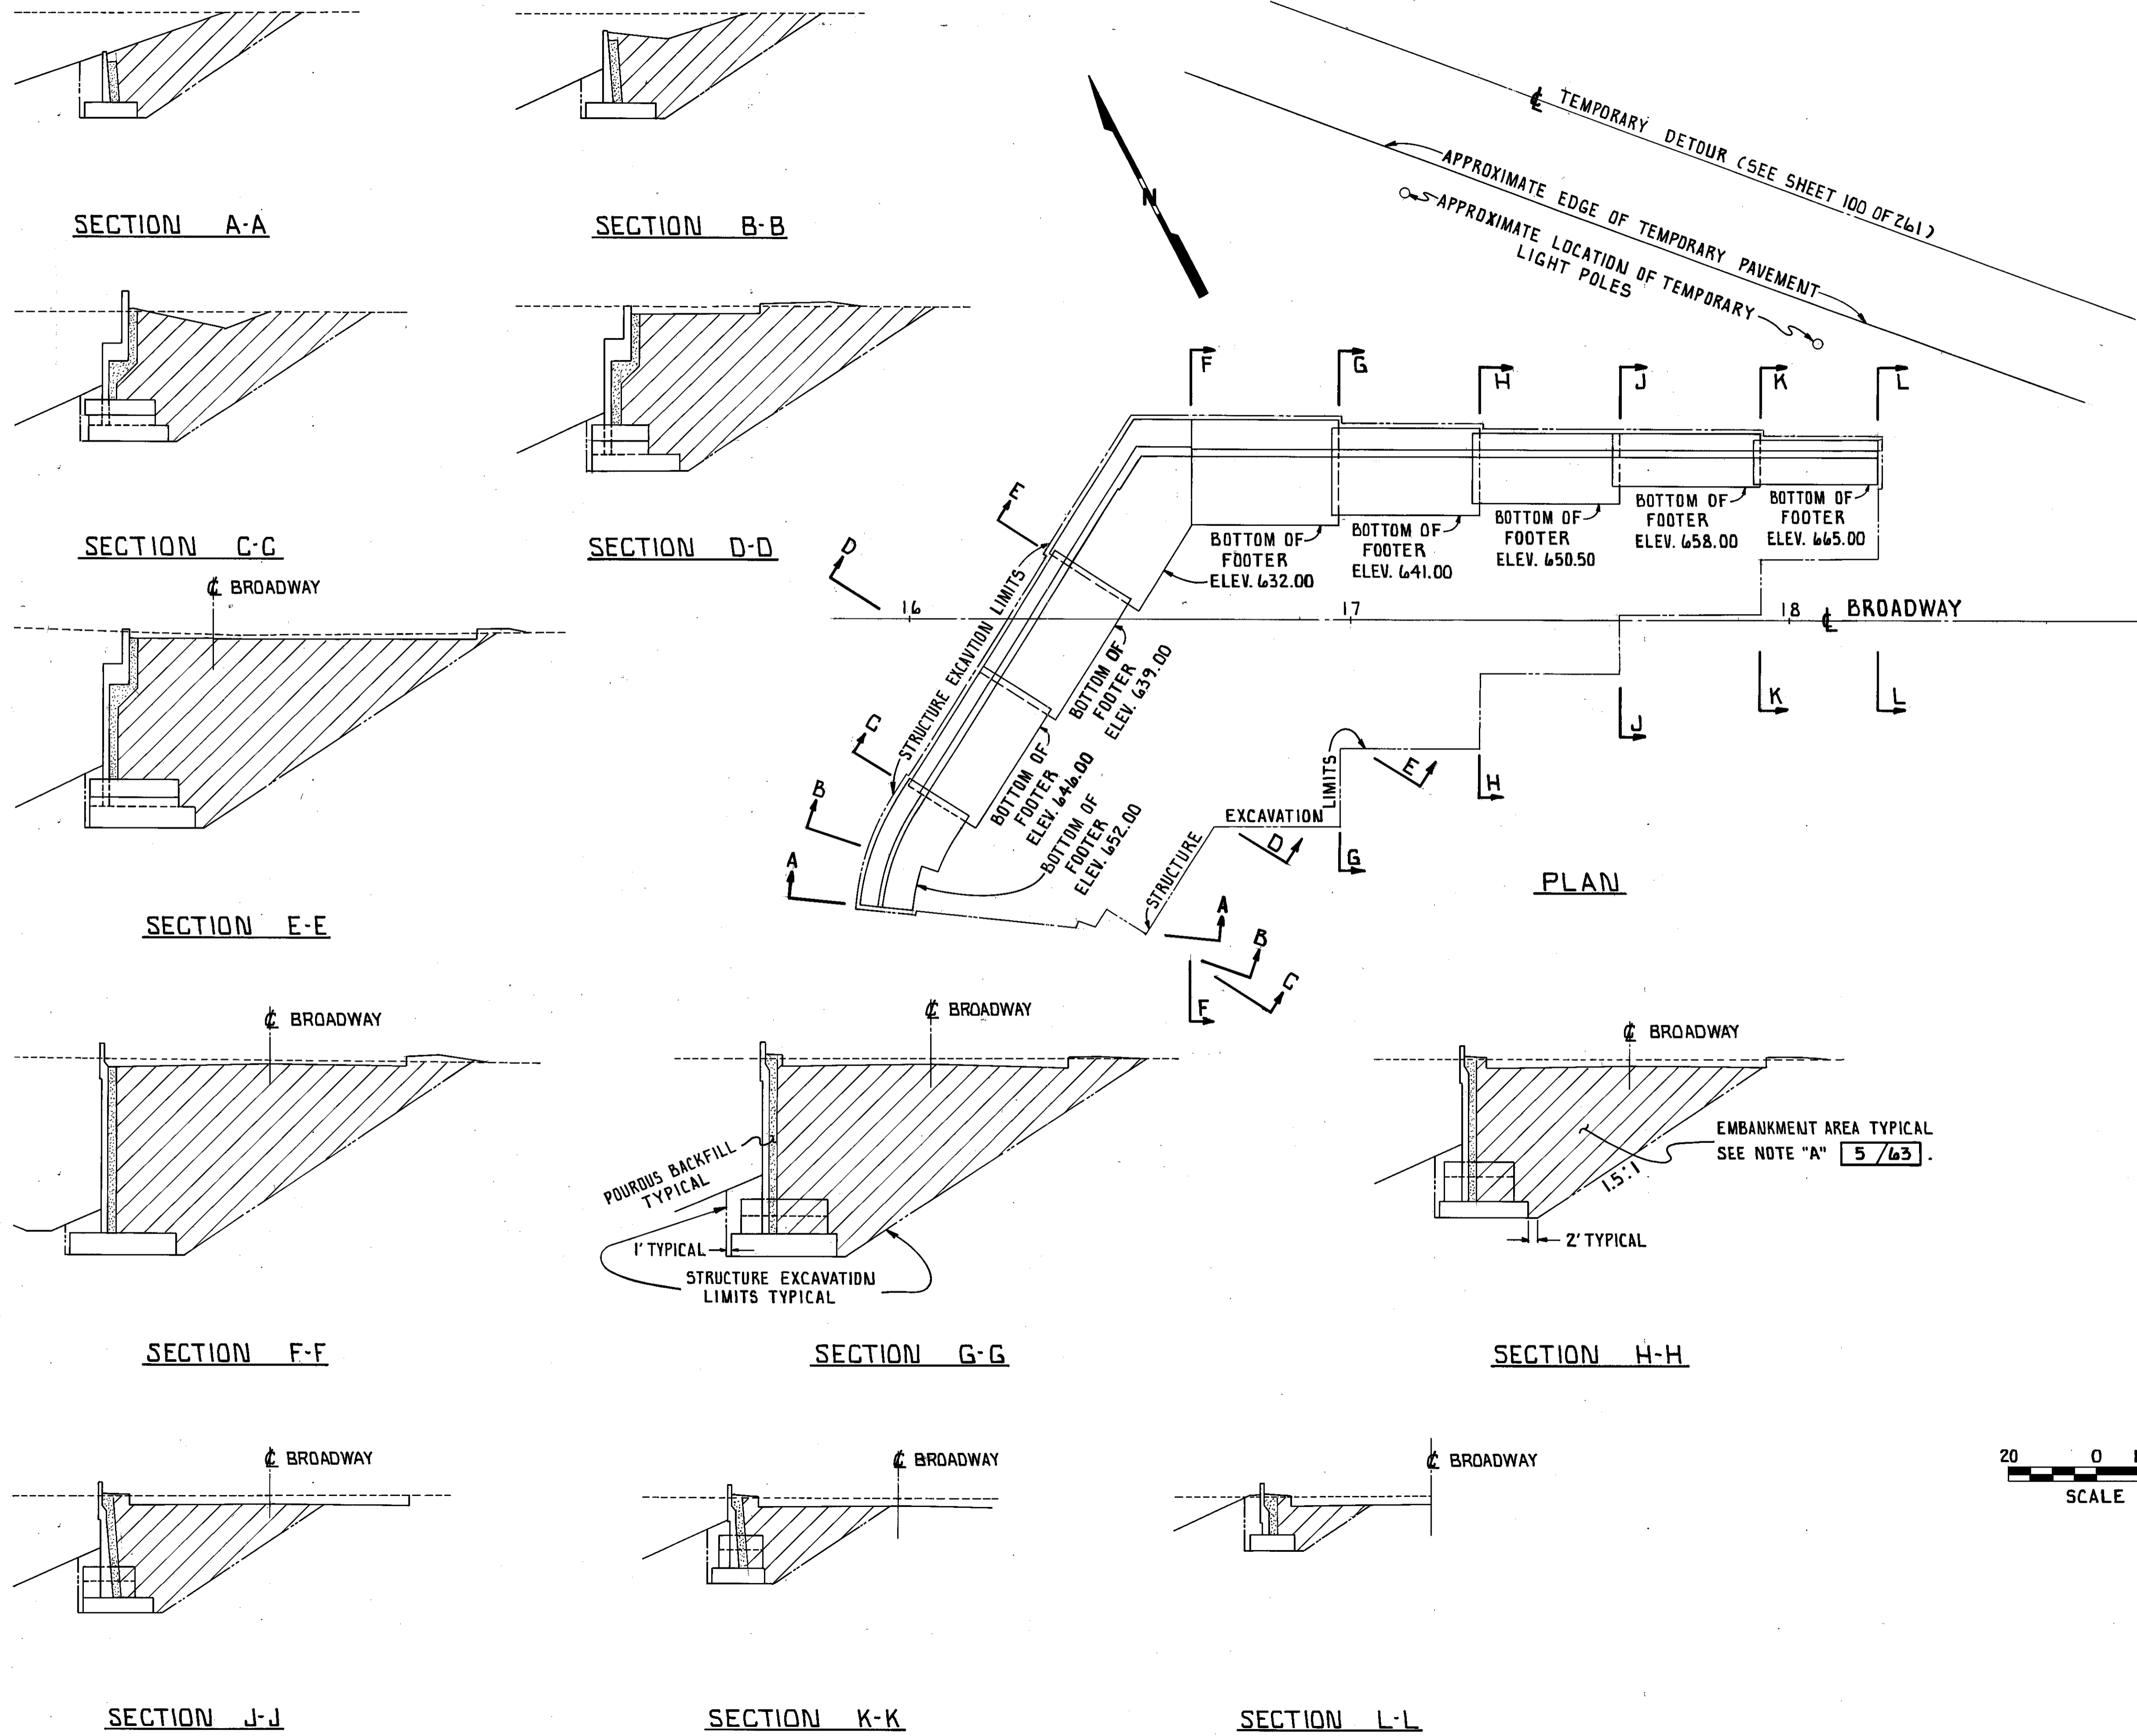 SECTION A-A
SECTION B-B
N
℄ TEMPORARY DETOUR (SEE SHEET 100 OF 261)
APPROXIMATE EDGE OF TEMPORARY PAVEMENT
APPROXIMATE LOCATION OF TEMPORARY
LIGHT POLES
SECTION C-C
SECTION D-D
F
G
H
J
K
L
E
D
C
B
A
BOTTOM OF
FOOTER
ELEV. 632.00
BOTTOM OF
FOOTER
ELEV. 641.00
BOTTOM OF
FOOTER
ELEV. 650.50
BOTTOM OF
FOOTER
ELEV. 658.00
BOTTOM OF
FOOTER
ELEV. 665.00
16
17
18
℄ BROADWAY
STRUCTURE EXCAVTION LIMITS
BOTTOM OF
FOOTER
ELEV. 639.00
BOTTOM OF
FOOTER
ELEV. 646.00
BOTTOM OF
FOOTER
ELEV. 652.00
STRUCTURE
EXCAVATION
LIMITS
E
D
A
B
C
F
G
H
J
K
L
PLAN
℄ BROADWAY
SECTION E-E
℄ BROADWAY
SECTION F-F
℄ BROADWAY
POUROUS BACKFILL
TYPICAL
1' TYPICAL
STRUCTURE EXCAVATION
LIMITS TYPICAL
SECTION G-G
℄ BROADWAY
EMBANKMENT AREA TYPICAL
SEE NOTE "A" 5/63.
1.5:1
2' TYPICAL
SECTION H-H
℄ BROADWAY
SECTION J-J
℄ BROADWAY
SECTION K-K
℄ BROADWAY
SECTION L-L
20 0
SCALE